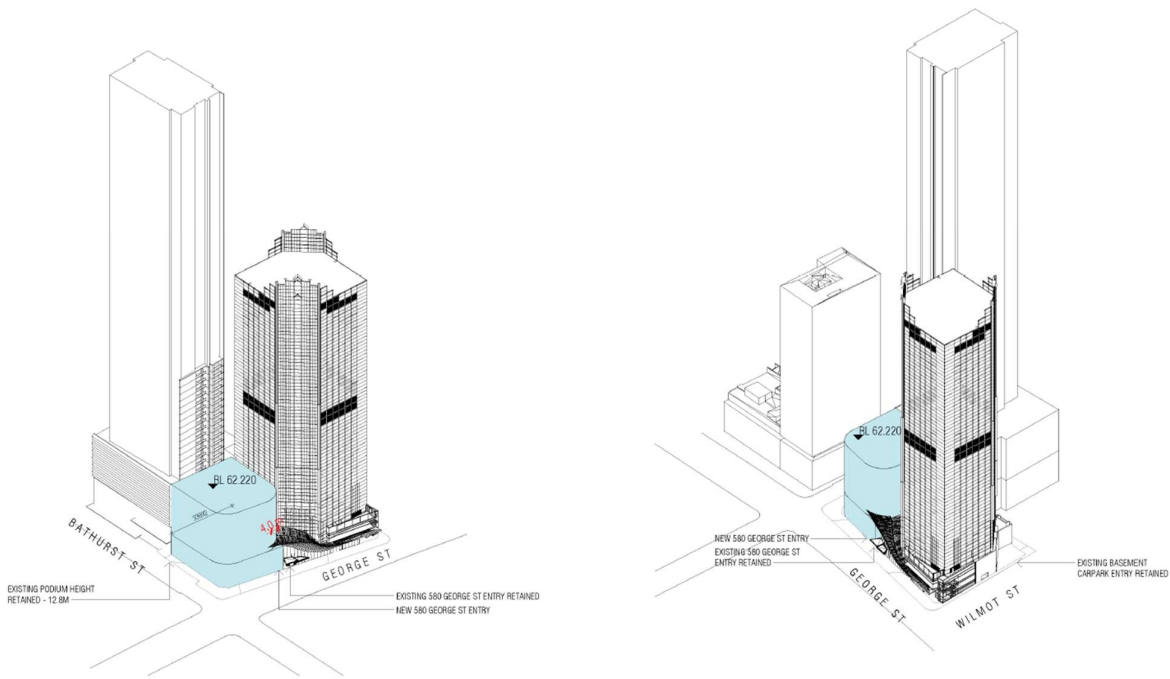 RL 62.220
BATHURST ST
GEORGE ST
EXISTING PODIUM HEIGHT
RETAINED - 12.8M
EXISTING 580 GEORGE ST ENTRY RETAINED
NEW 580 GEORGE ST ENTRY
RL 62.220
NEW 580 GEORGE ST ENTRY
EXISTING 580 GEORGE ST
ENTRY RETAINED
GEORGE ST
WILMOT ST
EXISTING BASEMENT
CARPARK ENTRY RETAINED